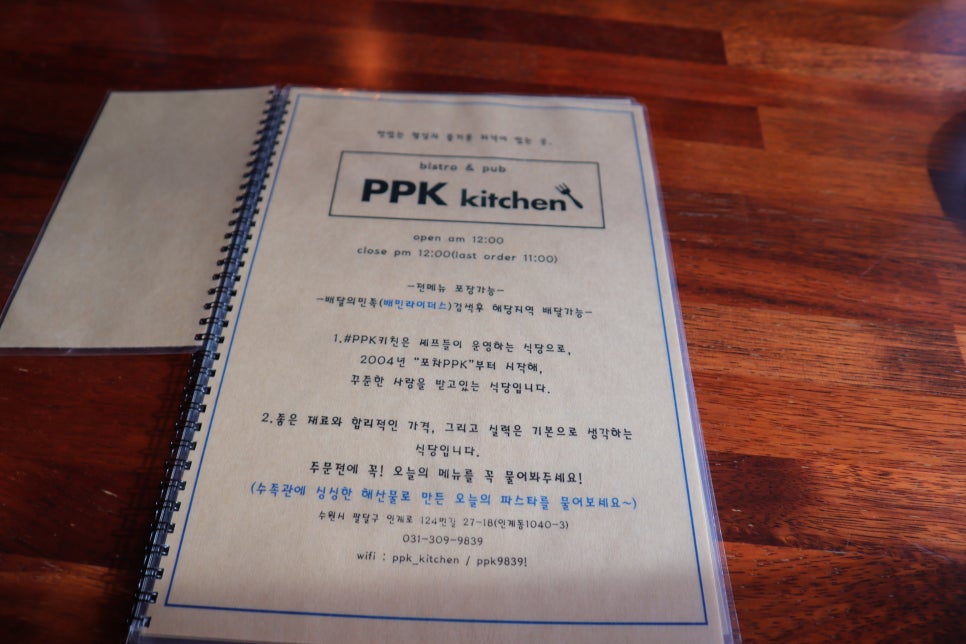 맛있는 음식과 즐거운 추억이 있는 곳.
bistro & pub
PPK kitchen
open am 12:00
close pm 12:00(last order 11:00)
-전메뉴 포장가능-
-배달의민족(배민라이더스)검색후 해당지역 배달가능-
1.#PPK키친은 셰프들이 운영하는 식당으로,
2004년 "포차PPK"부터 시작해,
꾸준한 사랑을 받고있는 식당입니다.
2.좋은 재료와 합리적인 가격, 그리고 실력은 기본으로 생각하는
식당입니다.
주문전에 꼭! 오늘의 메뉴를 꼭 물어봐주세요!
(수족관에 싱싱한 해산물로 만든 오늘의 파스타를 물어보세요~)
수원시 팔달구 인계로 124번길 27-18(인계동1040-3)
031-309-9839
wifi : ppk_kitchen / ppk9839!